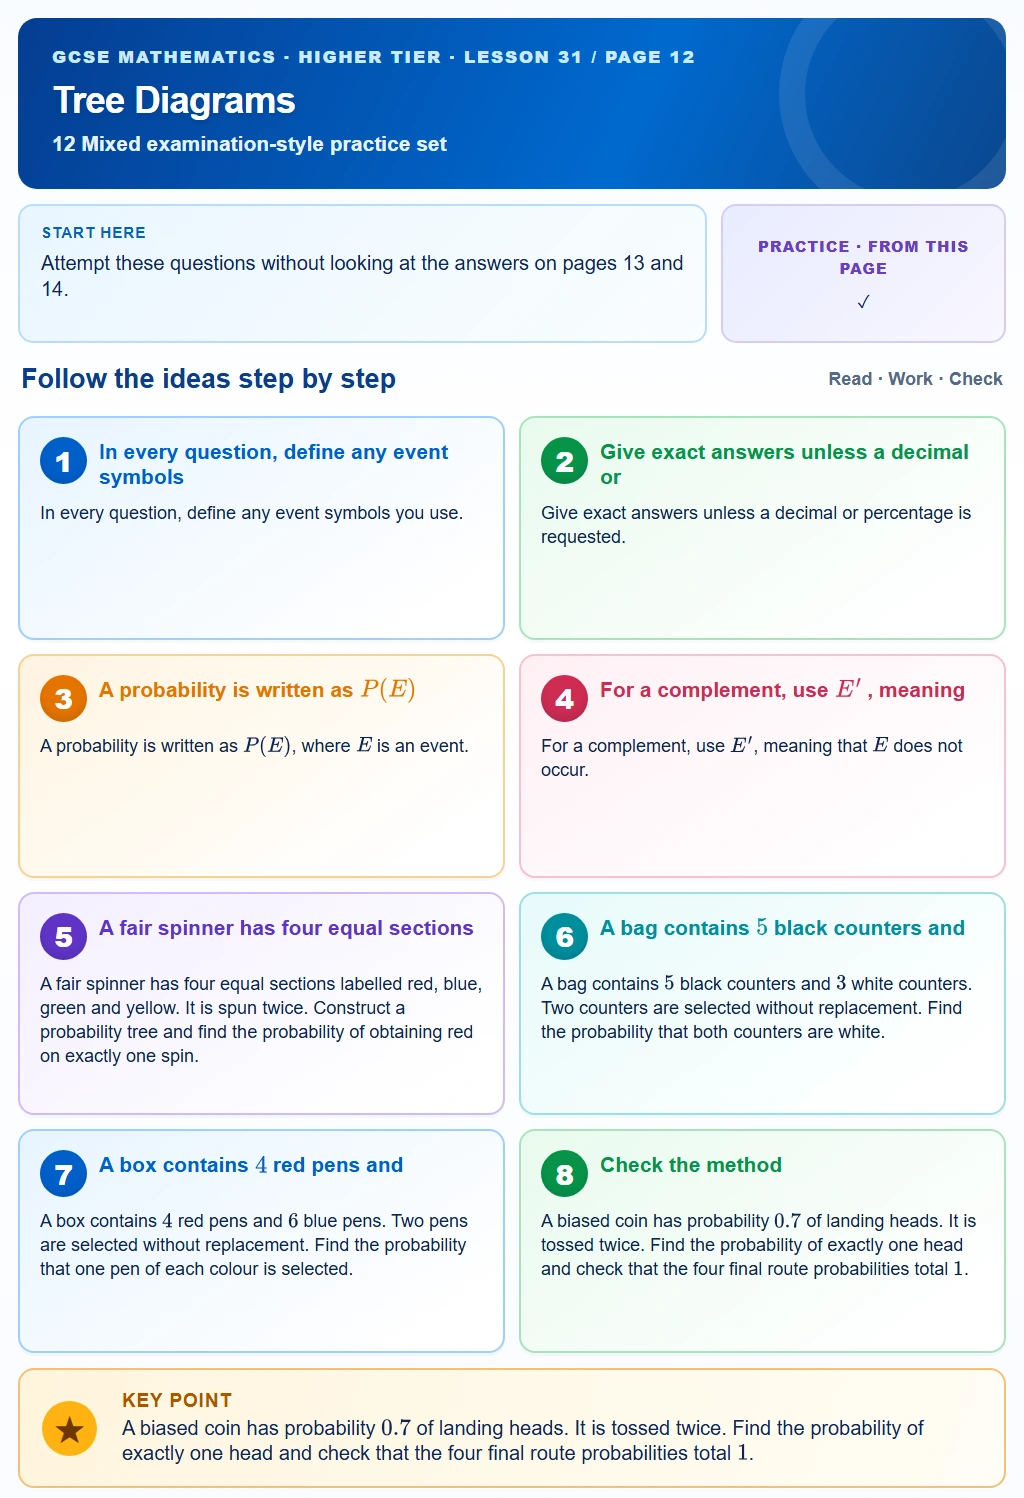 GCSE MATHEMATICS · HIGHER TIER · LESSON 31 / PAGE 12
Tree Diagrams
12 Mixed examination-style practice set
START HERE
Attempt these questions without looking at the answers on pages 13 and
14.
PRACTICE · FROM THIS
PAGE
✓
Follow the ideas step by step
Read · Work · Check
1
In every question, define any event
symbols
In every question, define any event symbols you use.
2
Give exact answers unless a decimal
or
Give exact answers unless a decimal or percentage is
requested.
3
A probability is written as P(E)
A probability is written as P(E), where E is an event.
4
For a complement, use E′ , meaning
For a complement, use E′, meaning that E does not
occur.
5
A fair spinner has four equal sections
A fair spinner has four equal sections labelled red, blue,
green and yellow. It is spun twice. Construct a
probability tree and find the probability of obtaining red
on exactly one spin.
6
A bag contains 5 black counters and
A bag contains 5 black counters and 3 white counters.
Two counters are selected without replacement. Find
the probability that both counters are white.
7
A box contains 4 red pens and
A box contains 4 red pens and 6 blue pens. Two pens
are selected without replacement. Find the probability
that one pen of each colour is selected.
8
Check the method
A biased coin has probability 0.7 of landing heads. It is
tossed twice. Find the probability of exactly one head
and check that the four final route probabilities total 1.
★
KEY POINT
A biased coin has probability 0.7 of landing heads. It is tossed twice. Find the probability of
exactly one head and check that the four final route probabilities total 1.